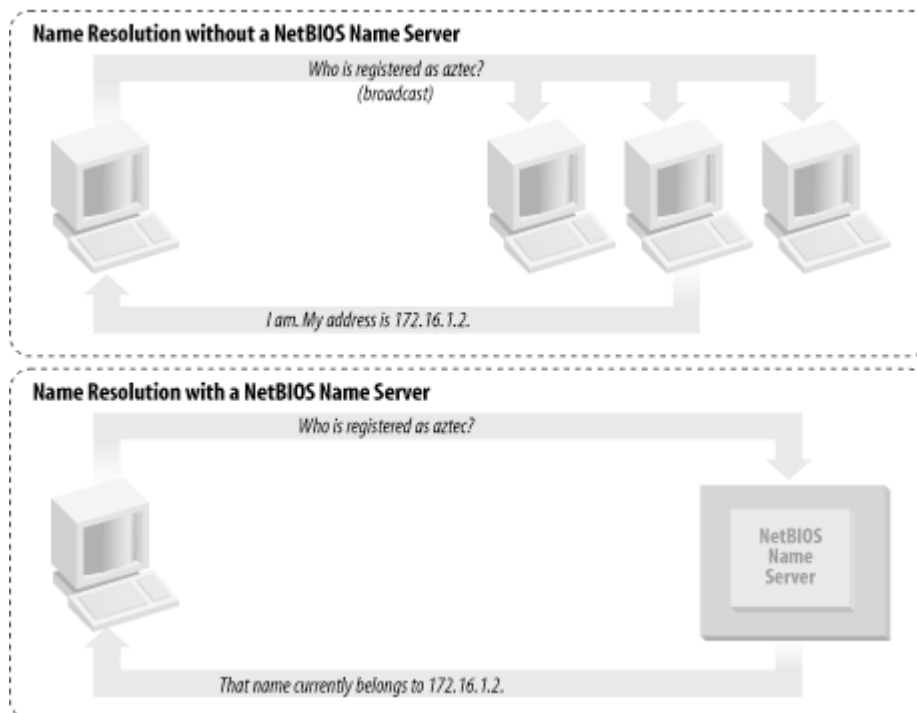 Name Resolution without a NetBIOS Name Server
Who is registered as aztec?
(broadcast)
I am. My address is 172.16.1.2.
Name Resolution with a NetBIOS Name Server
Who is registered as aztec?
NetBIOS
Name
Server
That name currently belongs to 172.16.1.2.